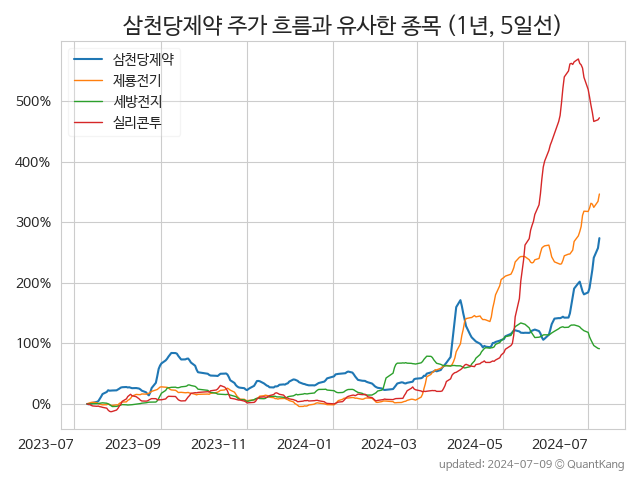 삼천당제약 주가 흐름과 유사한 종목 (1년, 5일선)
삼천당제약
제룡전기
세방전지
실리콘투
500%
400%
300%
200%
100%
0%
2023-07 2023-09 2023-11 2024-01 2024-03 2024-05 2024-07
updated: 2024-07-09 © QuantKang